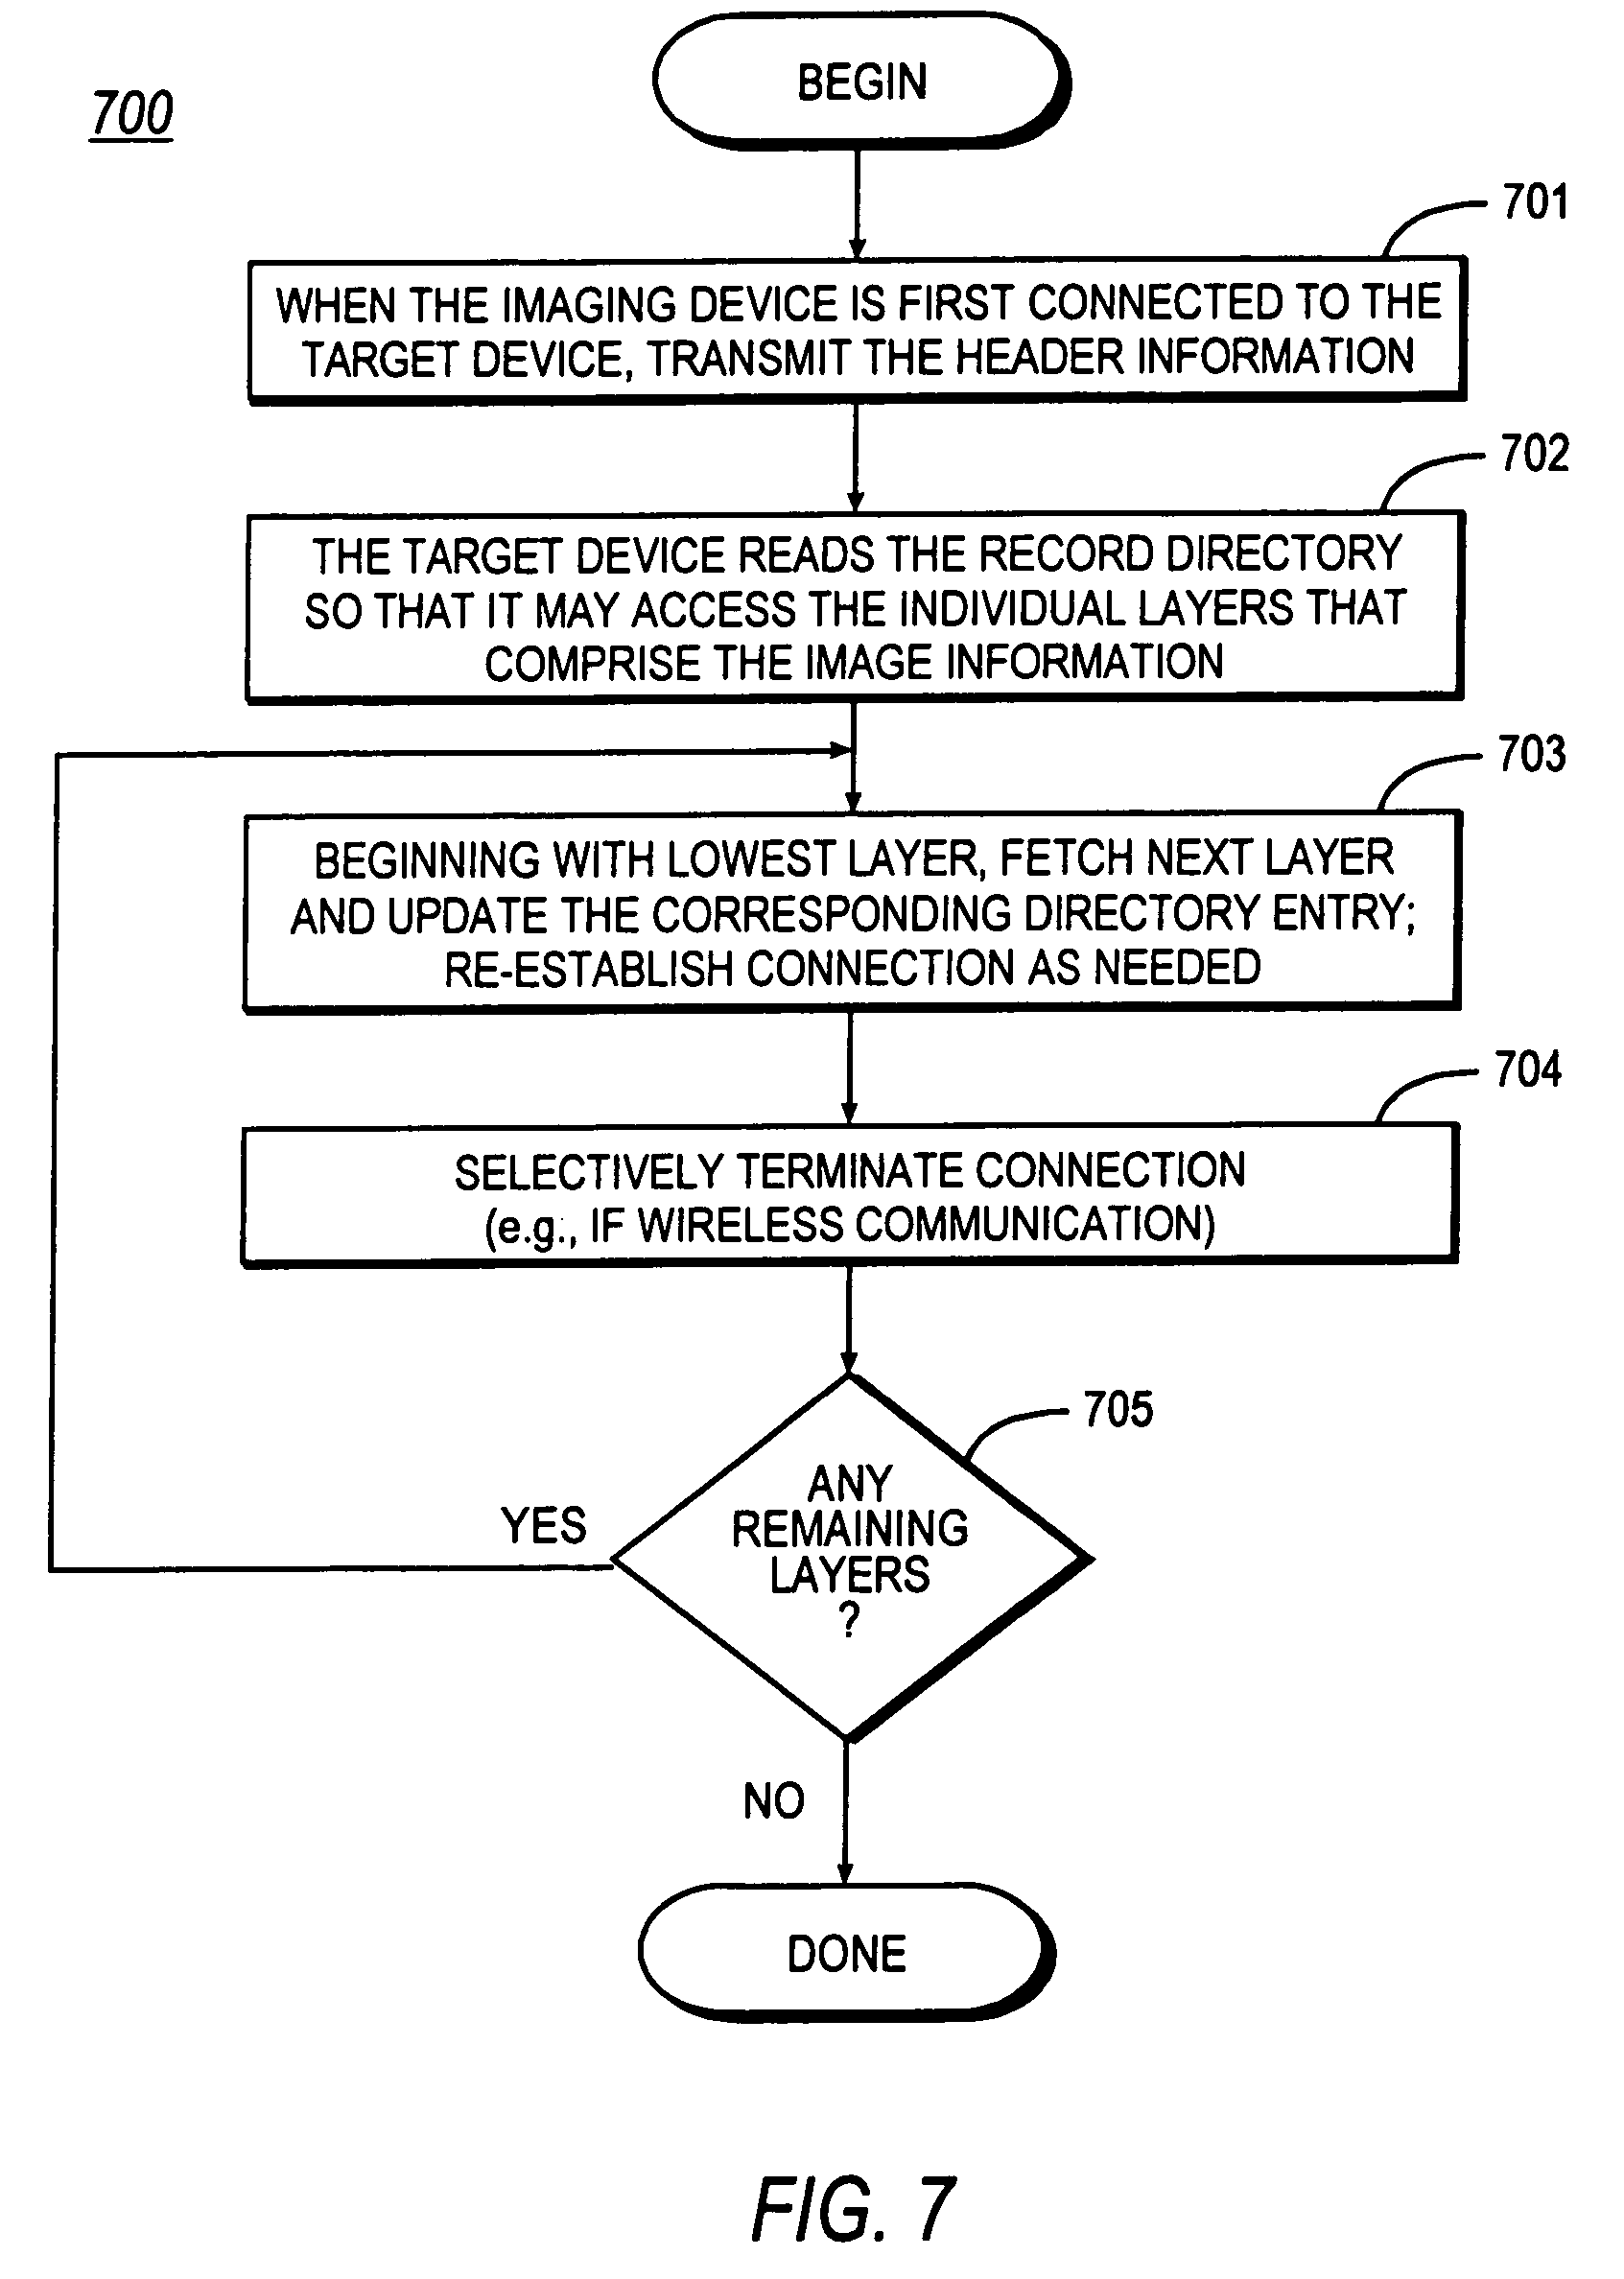 700
BEGIN
701
WHEN THE IMAGING DEVICE IS FIRST CONNECTED TO THE
TARGET DEVICE, TRANSMIT THE HEADER INFORMATION
702
THE TARGET DEVICE READS THE RECORD DIRECTORY
SO THAT IT MAY ACCESS THE INDIVIDUAL LAYERS THAT
COMPRISE THE IMAGE INFORMATION
703
BEGINNING WITH LOWEST LAYER, FETCH NEXT LAYER
AND UPDATE THE CORRESPONDING DIRECTORY ENTRY;
RE-ESTABLISH CONNECTION AS NEEDED
704
SELECTIVELY TERMINATE CONNECTION
(e.g., IF WIRELESS COMMUNICATION)
705
ANY
REMAINING
LAYERS
?
YES
NO
DONE
FIG. 7